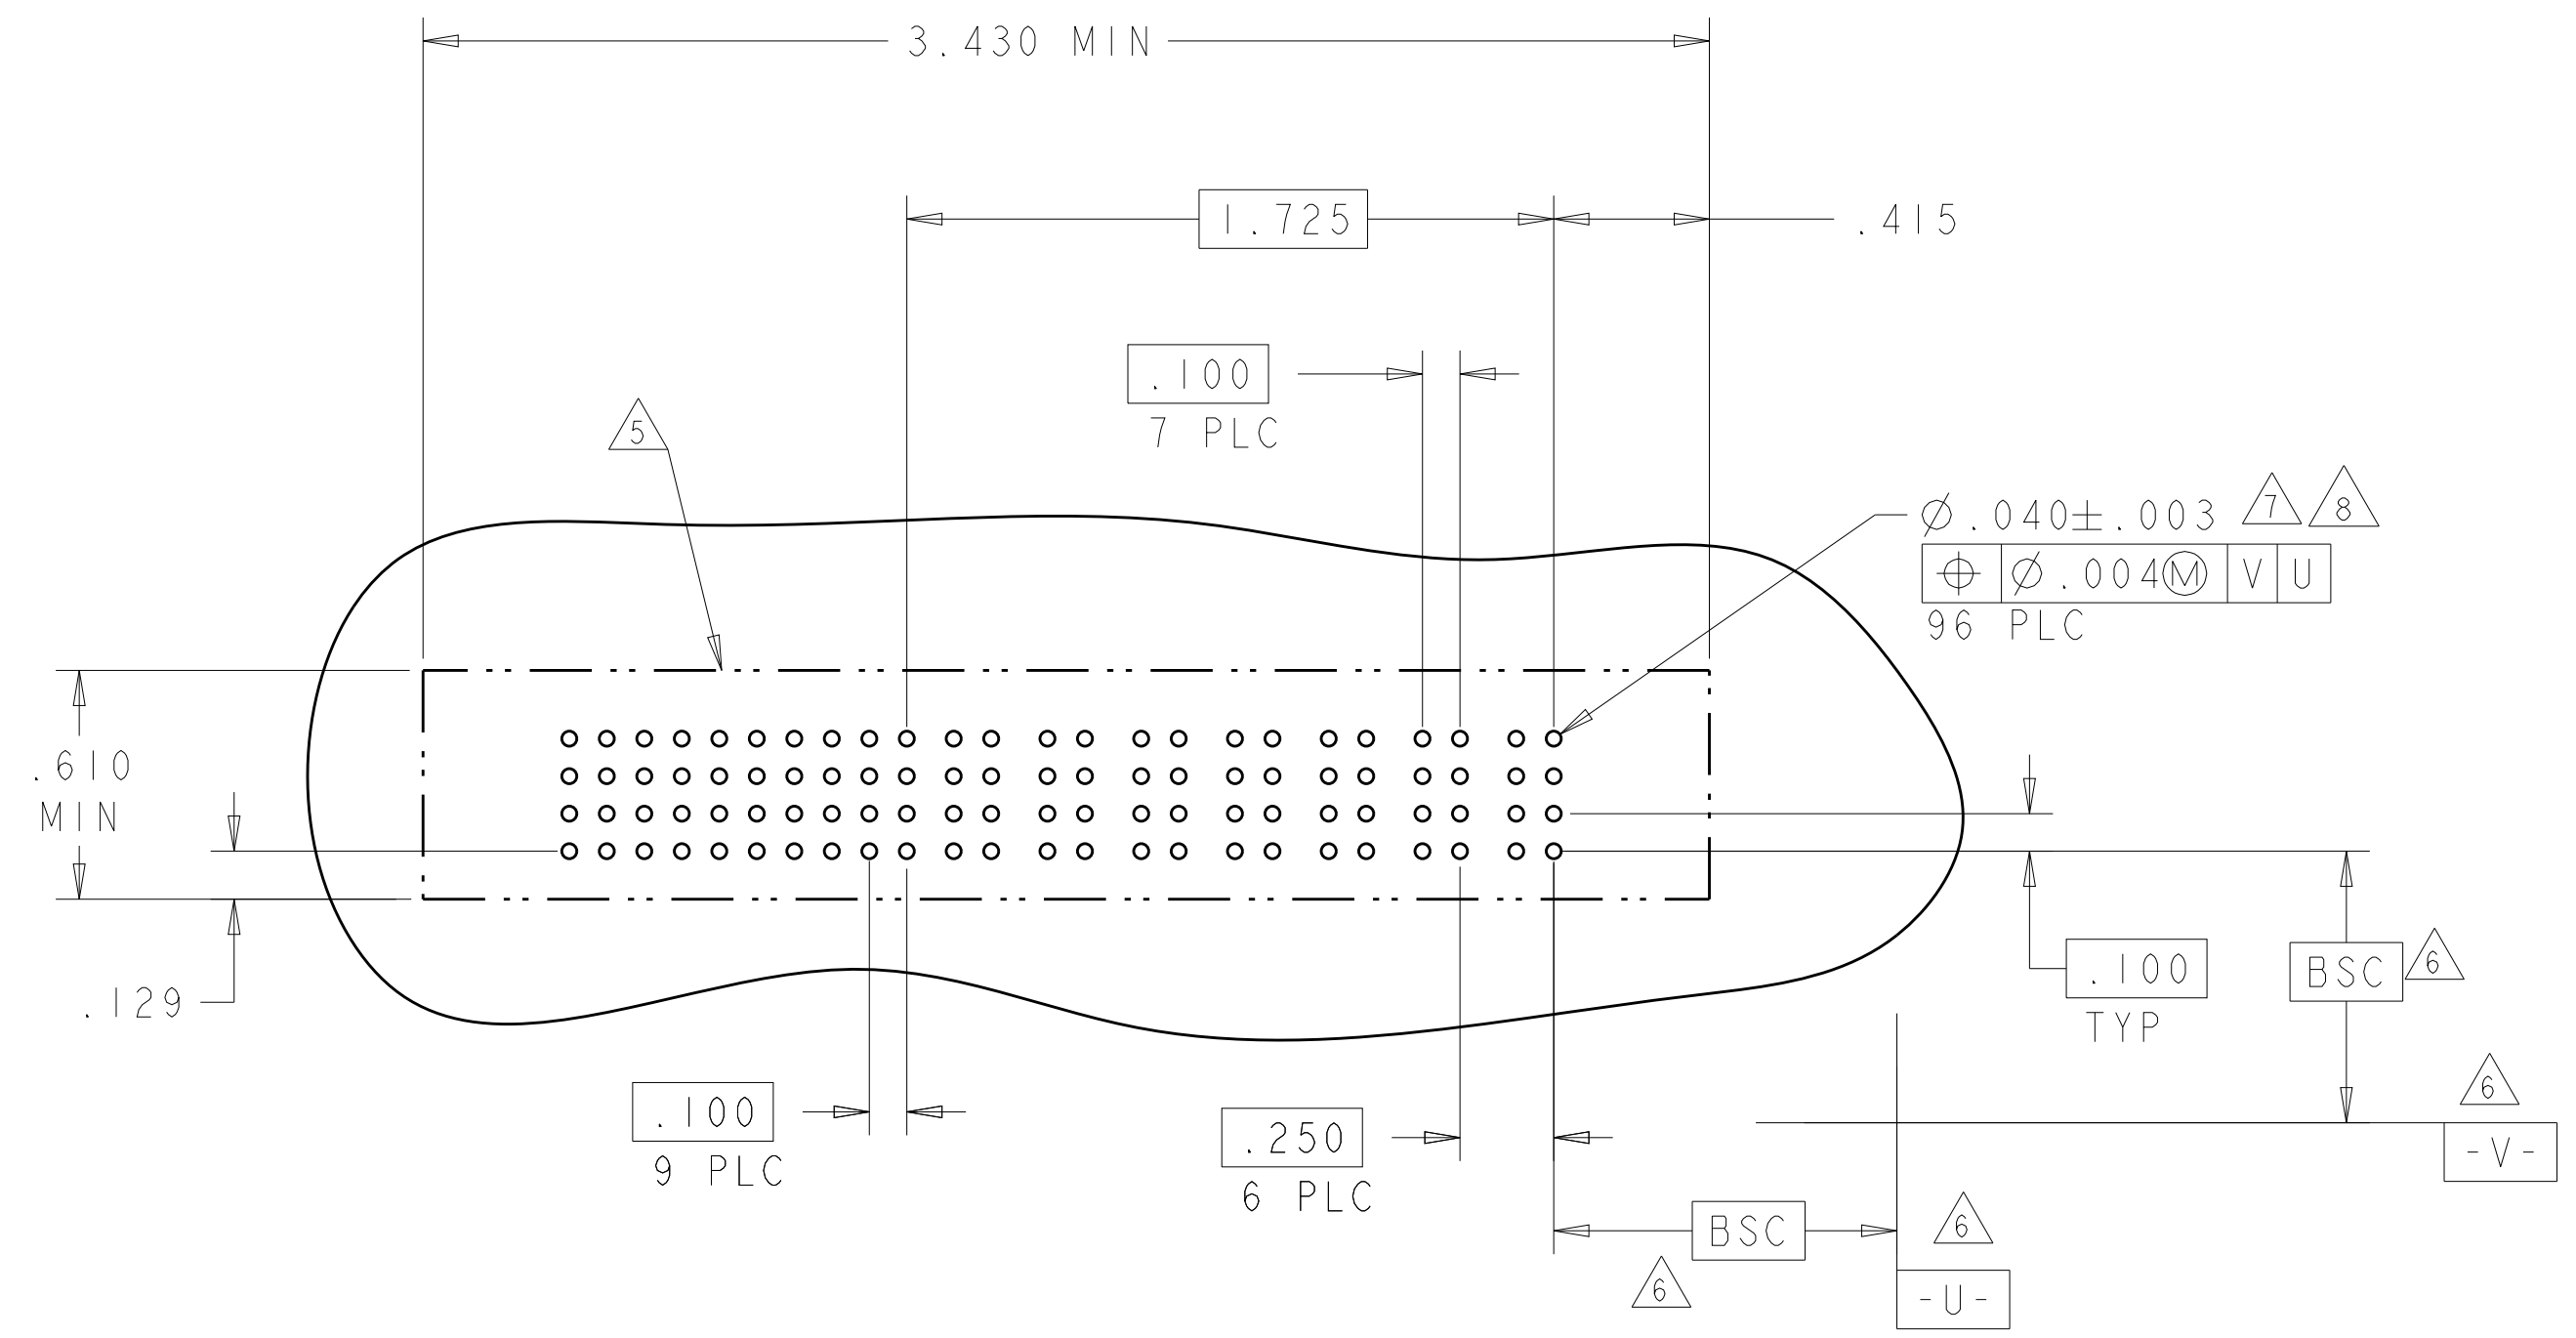 3.430 MIN
1.725
.415
.100
7 PLC
5
Ø.040±.003
7
8
⌖ Ø.004Ⓜ V U
96 PLC
.610
MIN
.129
.100
9 PLC
.250
6 PLC
.100
TYP
BSC
6
6
-V-
BSC
6
6
-U-